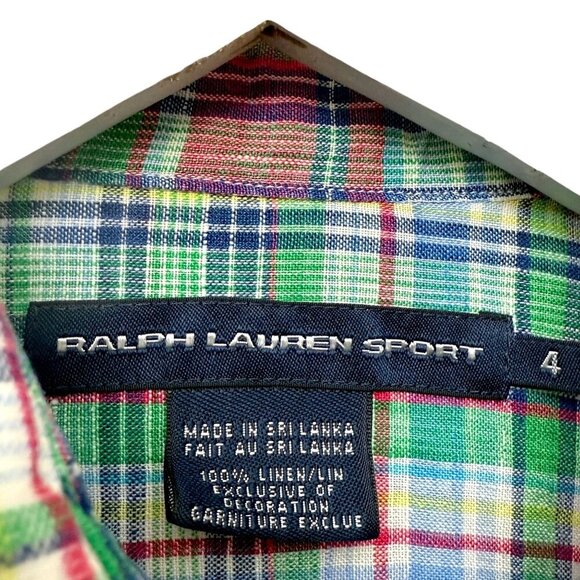 RALPH LAUREN SPORT
4
MADE IN SRI LANKA
FAIT AU SRI LANKA
100% LINEN/LIN
EXCLUSIVE OF
DECORATION
GARNITURE EXCLUE